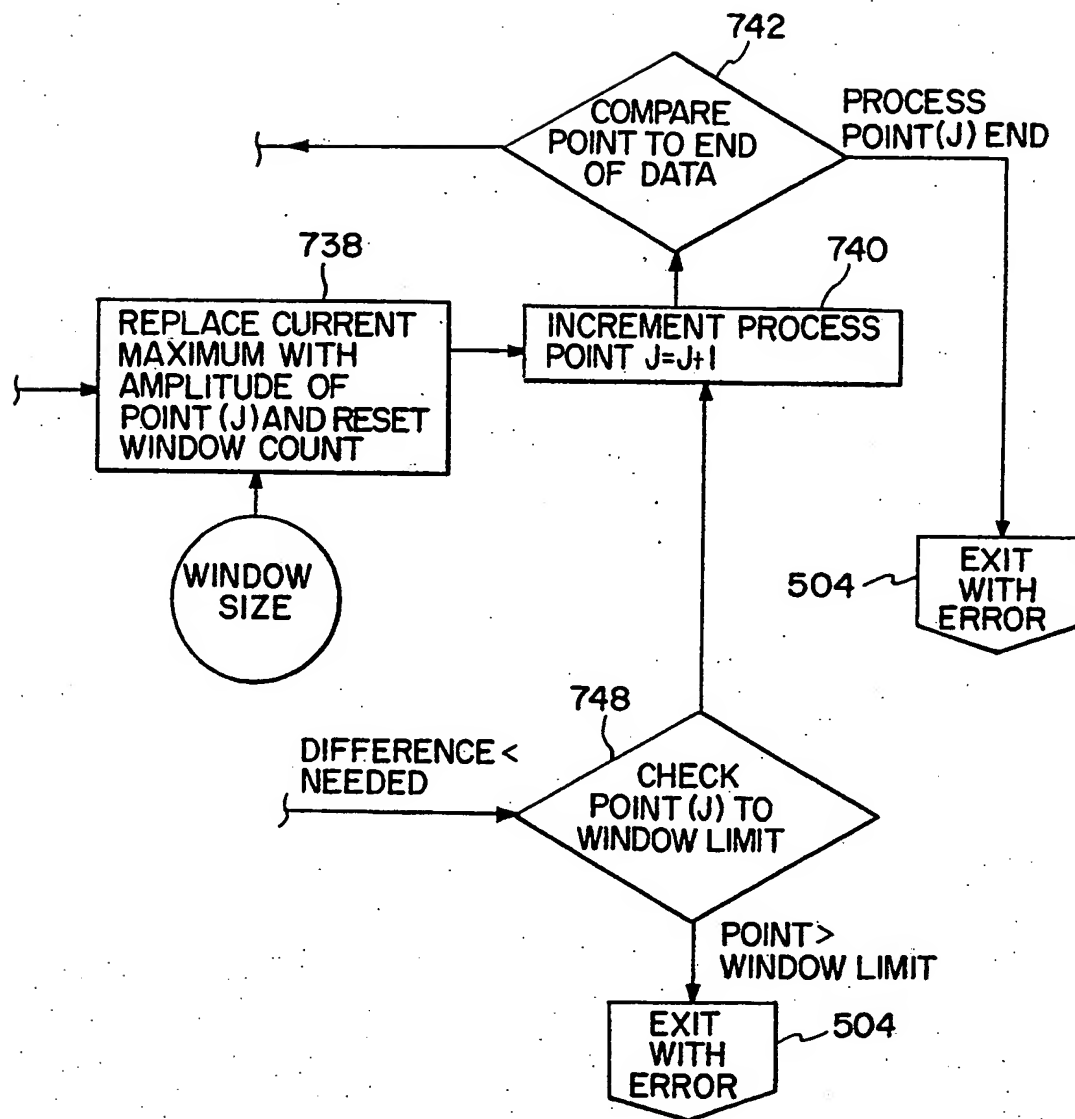 742
COMPARE
POINT TO END
OF DATA
PROCESS
POINT(J) END
738
740
REPLACE CURRENT
MAXIMUM WITH
AMPLITUDE OF
POINT (J) AND RESET
WINDOW COUNT
INCREMENT PROCESS
POINT J=J+1
WINDOW
SIZE
504
EXIT
WITH
ERROR
748
DIFFERENCE <
NEEDED
CHECK
POINT (J) TO
WINDOW LIMIT
POINT >
WINDOW LIMIT
EXIT
WITH
ERROR
504